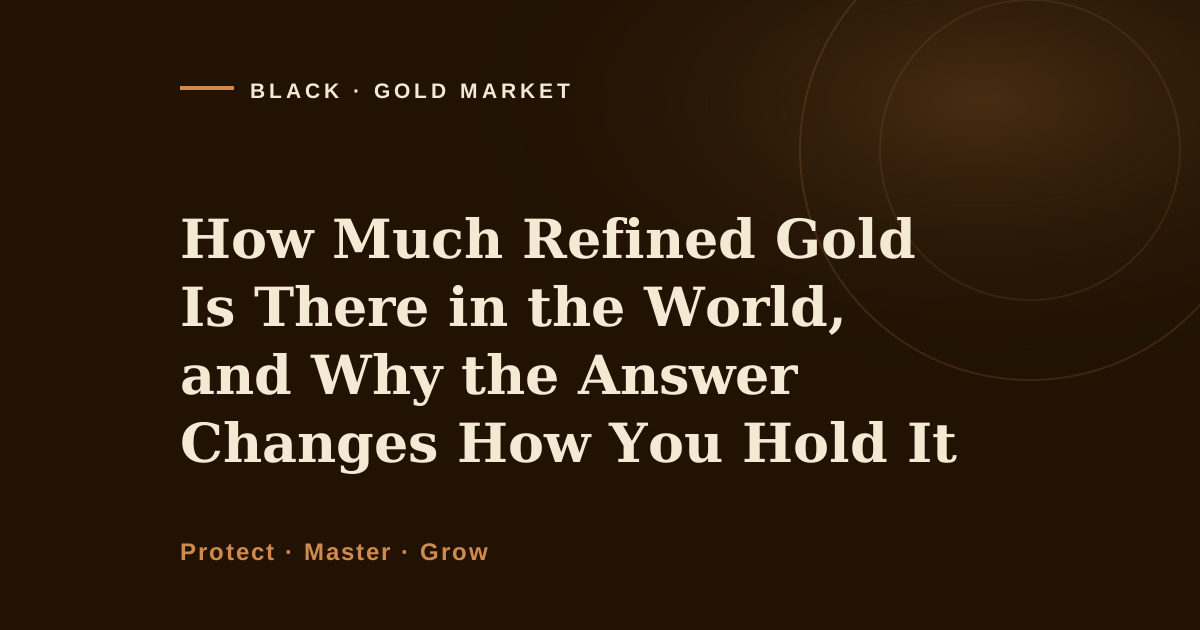 BLACK · GOLD MARKET
How Much Refined Gold
Is There in the World,
and Why the Answer
Changes How You Hold It
Protect · Master · Grow